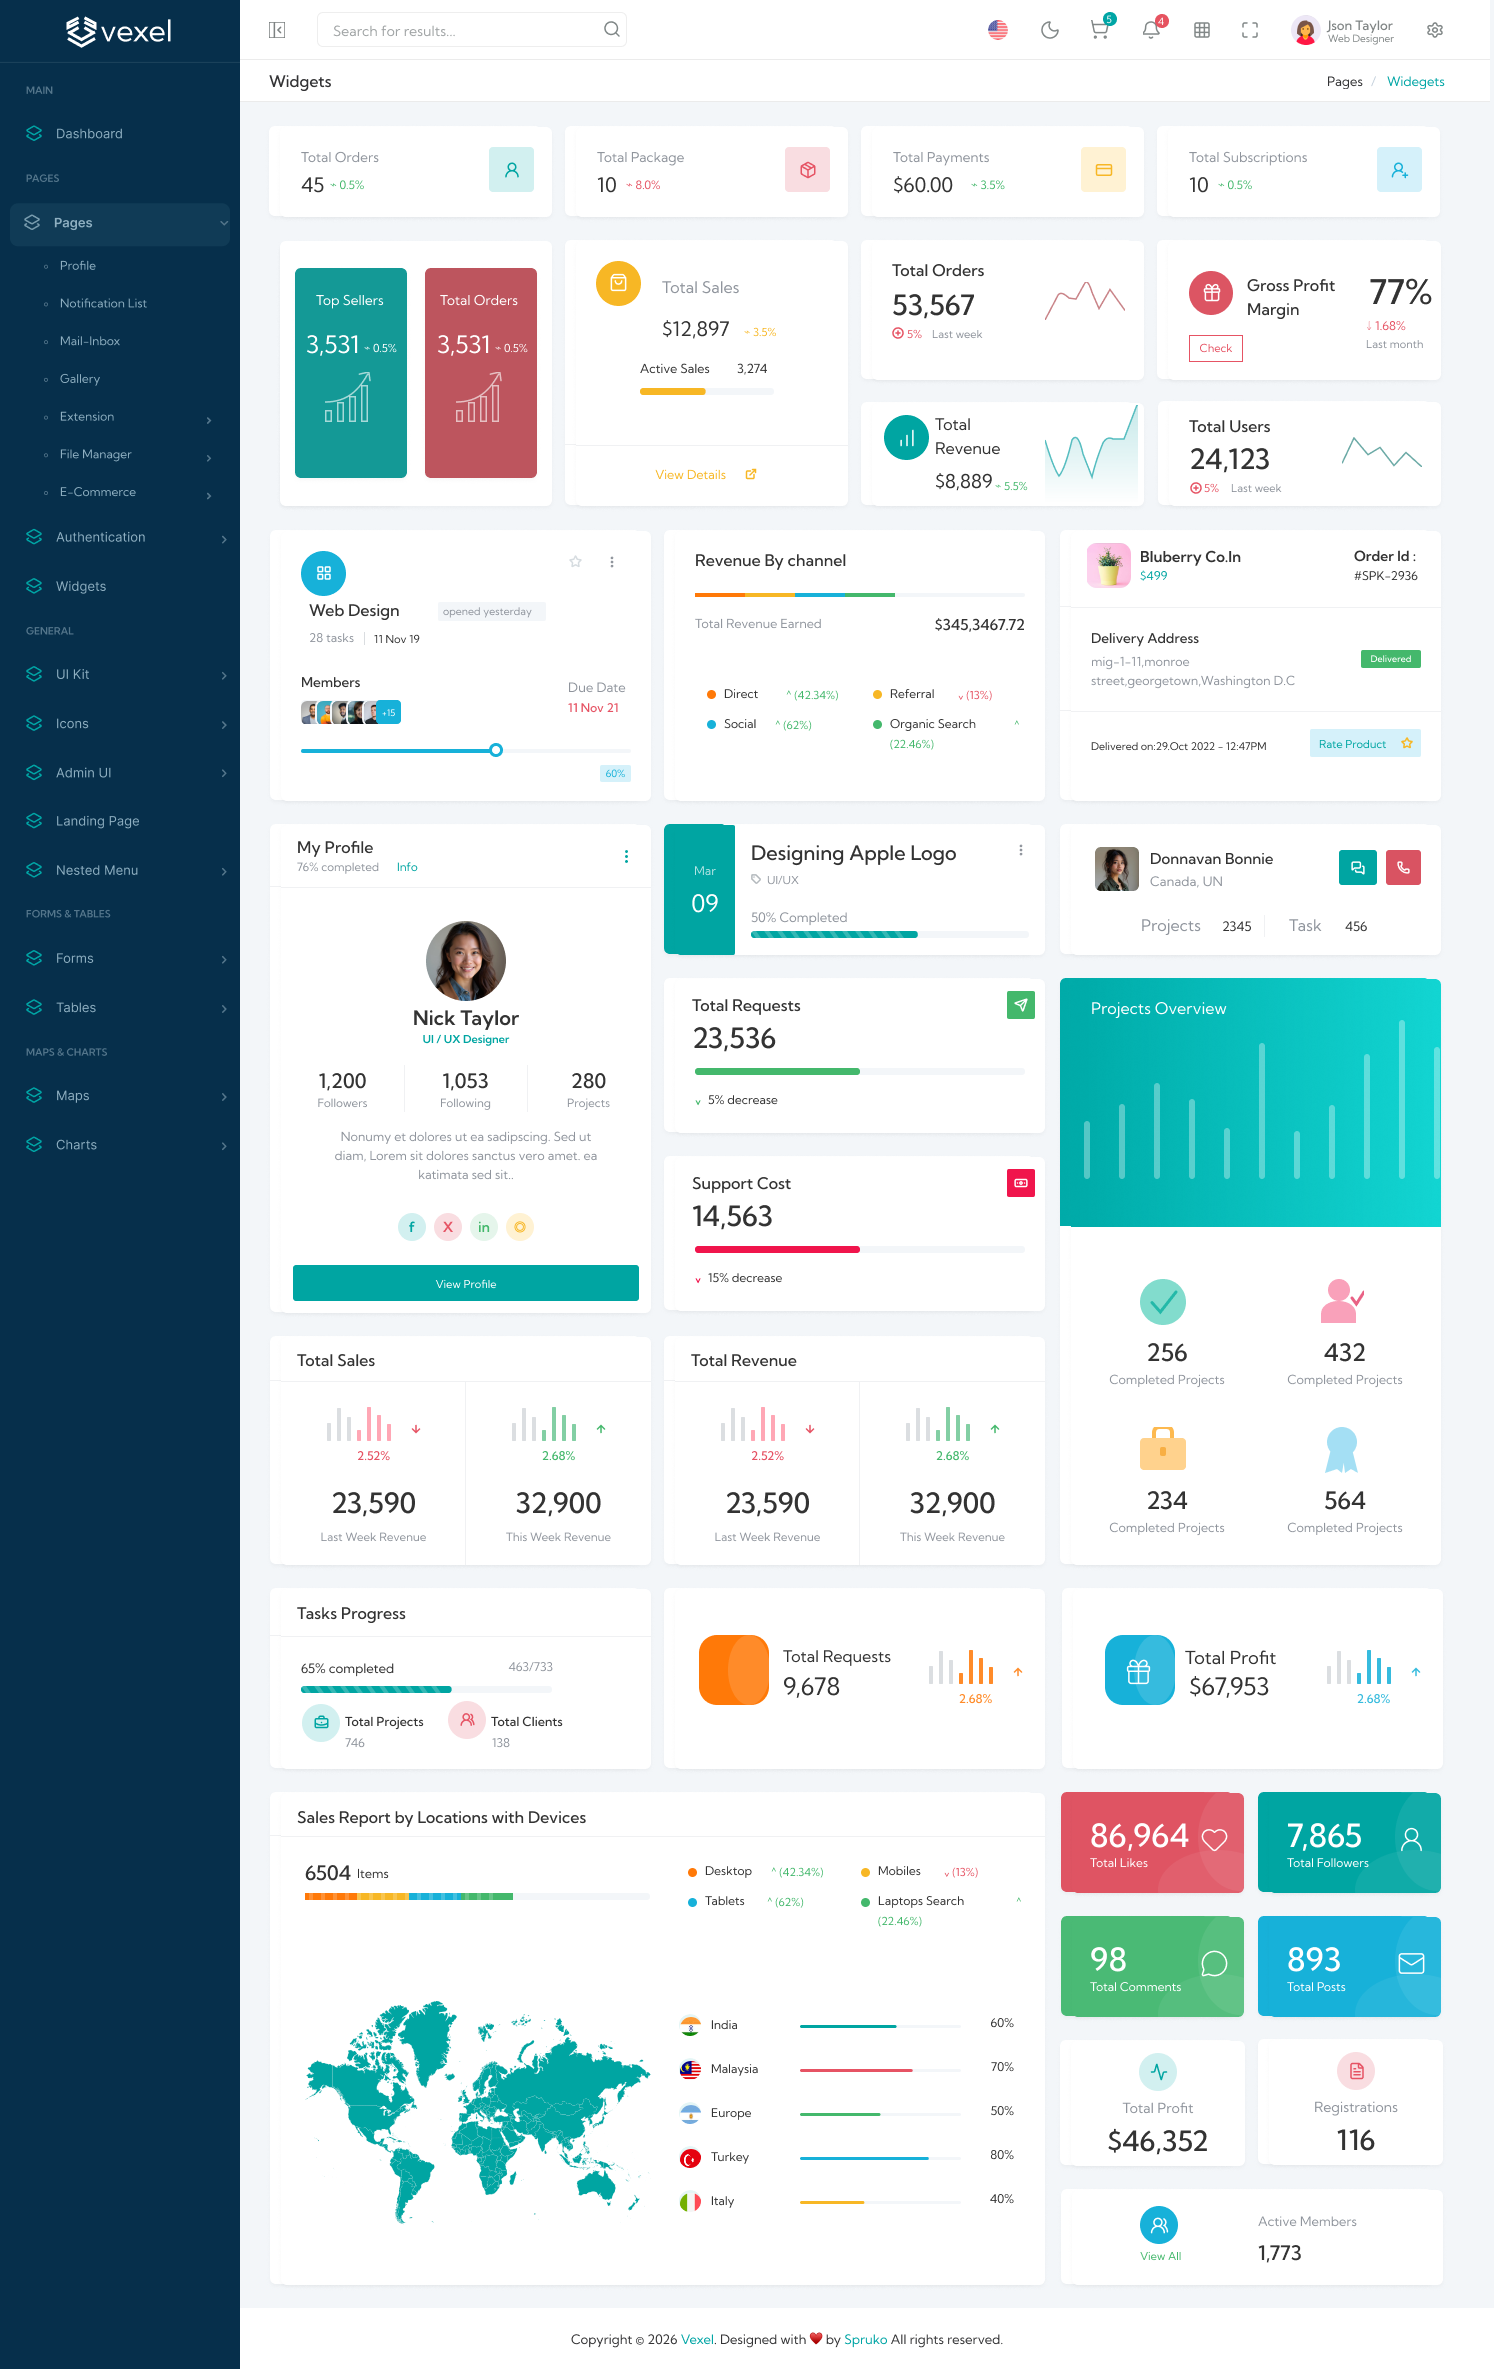 vexel
Search for results...
5
4
Json Taylor
Web Designer
Widgets
Pages / Widegets
MAIN
Dashboard
PAGES
Pages
Profile
Notification List
Mail-Inbox
Gallery
Extension
File Manager
E-Commerce
Authentication
Widgets
GENERAL
UI Kit
Icons
Admin UI
Landing Page
Nested Menu
FORMS & TABLES
Forms
Tables
MAPS & CHARTS
Maps
Charts
Total Orders
45 0.5%
Total Package
10 8.0%
Total Payments
$60.00 3.5%
Total Subscriptions
10 0.5%
Top Sellers
3,531 0.5%
Total Orders
3,531 0.5%
Total Sales
$12,897 3.5%
Active Sales 3,274
View Details
Total Orders
53,567
5% Last week
Gross Profit
Margin
Check
77%
↓ 1.68%
Last month
Total
Revenue
$8,889 5.5%
Total Users
24,123
5% Last week
Web Design opened yesterday
28 tasks 11 Nov 19
Members
+15
Due Date
11 Nov 21
60%
Revenue By channel
Total Revenue Earned $345,3467.72
Direct ^ (42.34%)
Referral v (13%)
Social ^ (62%)
Organic Search ^
(22.46%)
Bluberry Co.In
$499
Order Id :
#SPK-2936
Delivery Address
mig-1-11,monroe
street,georgetown,Washington D.C
Delivered
Delivered on:29.Oct 2022 - 12:47PM
Rate Product
My Profile
76% completed Info
Nick Taylor
UI / UX Designer
1,200
Followers
1,053
Following
280
Projects
Nonumy et dolores ut ea sadipscing. Sed ut
diam, Lorem sit dolores sanctus vero amet. ea
katimata sed sit..
f X in
View Profile
Mar
09
Designing Apple Logo
UI/UX
50% Completed
Donnavan Bonnie
Canada, UN
Projects 2345 Task 456
Total Requests
23,536
v 5% decrease
Support Cost
14,563
v 15% decrease
Projects Overview
256
Completed Projects
432
Completed Projects
234
Completed Projects
564
Completed Projects
Total Sales
2.52%
23,590
Last Week Revenue
2.68%
32,900
This Week Revenue
Total Revenue
2.52%
23,590
Last Week Revenue
2.68%
32,900
This Week Revenue
Tasks Progress
65% completed 463/733
Total Projects
746
Total Clients
138
Total Requests
9,678
2.68%
Total Profit
$67,953
2.68%
Sales Report by Locations with Devices
6504 Items
Desktop ^ (42.34%)
Mobiles v (13%)
Tablets ^ (62%)
Laptops Search ^
(22.46%)
India 60%
Malaysia 70%
Europe 50%
Turkey 80%
Italy 40%
86,964
Total Likes
7,865
Total Followers
98
Total Comments
893
Total Posts
Total Profit
$46,352
Registrations
116
View All
Active Members
1,773
Copyright © 2026 Vexel. Designed with ❤ by Spruko All rights reserved.